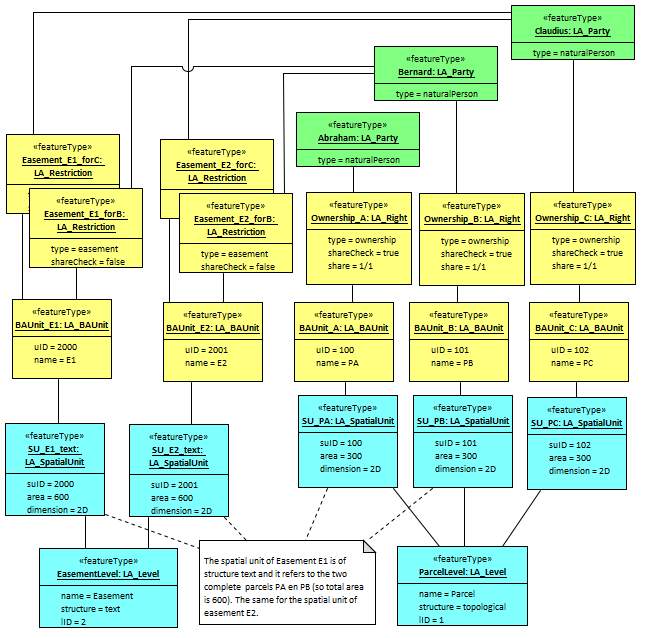 «featureType»
Claudius: LA_Party
type = naturalPerson
«featureType»
Bernard: LA_Party
type = naturalPerson
«featureType»
Abraham: LA_Party
type = naturalPerson
«featureType»
Easement_E1_forC:
LA_Restriction
«featureType»
Easement_E1_forB:
LA_Restriction
type = easement
shareCheck = false
«featureType»
Easement_E2_forC:
LA_Restriction
«featureType»
Easement_E2_forB:
LA_Restriction
type = easement
shareCheck = false
«featureType»
Ownership_A: LA_Right
type = ownership
shareCheck = true
share = 1/1
«featureType»
Ownership_B: LA_Right
type = ownership
shareCheck = true
share = 1/1
«featureType»
Ownership_C: LA_Right
type = ownership
shareCheck = true
share = 1/1
«featureType»
BAUnit_E1: LA_BAUnit
uID = 2000
name = E1
«featureType»
BAUnit_E2: LA_BAUnit
uID = 2001
name = E2
«featureType»
BAUnit_A: LA_BAUnit
uID = 100
name = PA
«featureType»
BAUnit_B: LA_BAUnit
uID = 101
name = PB
«featureType»
BAUnit_C: LA_BAUnit
uID = 102
name = PC
«featureType»
SU_E1_text:
LA_SpatialUnit
suID = 2000
area = 600
dimension = 2D
«featureType»
SU_E2_text:
LA_SpatialUnit
suID = 2001
area = 600
dimension = 2D
«featureType»
SU_PA: LA_SpatialUnit
suID = 100
area = 300
dimension = 2D
«featureType»
SU_PB: LA_SpatialUnit
suID = 101
area = 300
dimension = 2D
«featureType»
SU_PC: LA_SpatialUnit
suID = 102
area = 300
dimension = 2D
«featureType»
EasementLevel: LA_Level
name = Easement
structure = text
lID = 2
The spatial unit of Easement E1 is of
structure text and it refers to the two
complete parcels PA en PB (so total area
is 600). The same for the spatial unit of
easement E2.
«featureType»
ParcelLevel: LA_Level
name = Parcel
structure = topological
lID = 1